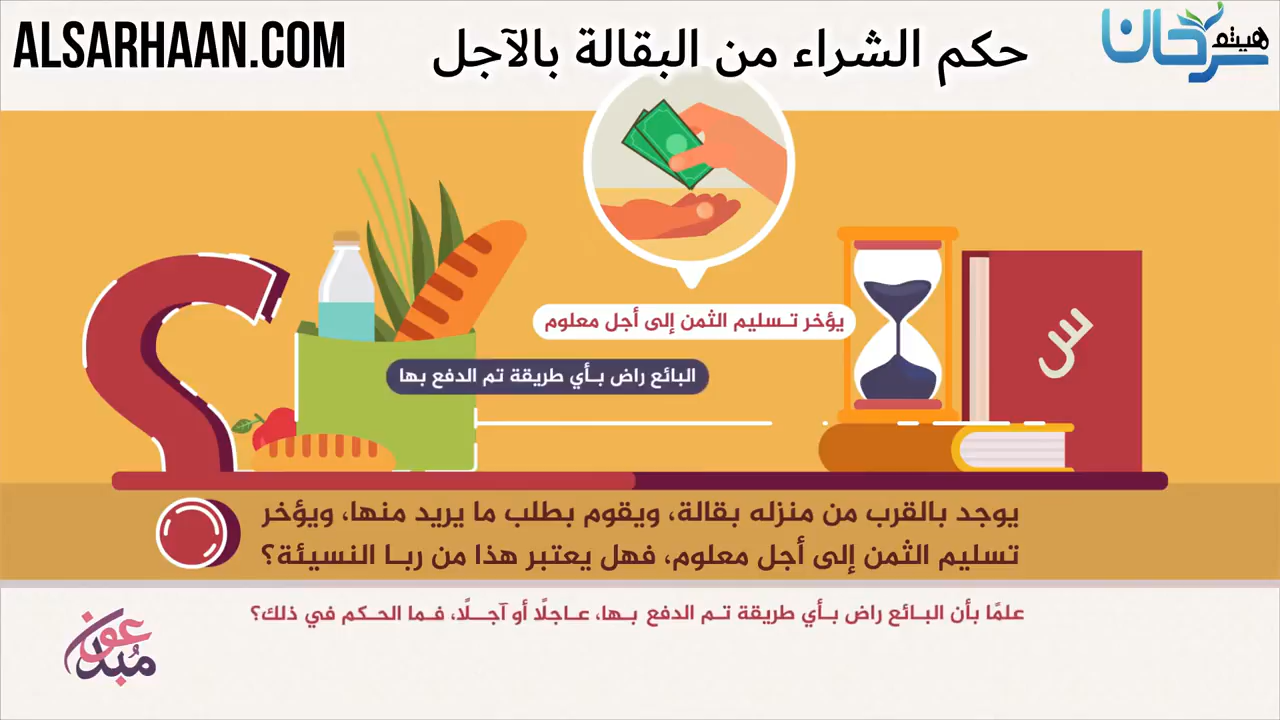 ALSARHAAN.COM
حكم الشراء من البقالة بالآجل
هيثم سرحان
يؤخر تسليم الثمن إلى أجل معلوم
البائع راض بأي طريقة تم الدفع بها
س
يوجد بالقرب من منزله بقالة، ويقوم بطلب ما يريد منها، ويؤخر
تسليم الثمن إلى أجل معلوم، فهل يعتبر هذا من ربا النسيئة؟
علمًا بأن البائع راض بأي طريقة تم الدفع بها، عاجلًا أو آجلًا، فما الحكم في ذلك؟
مبدعون